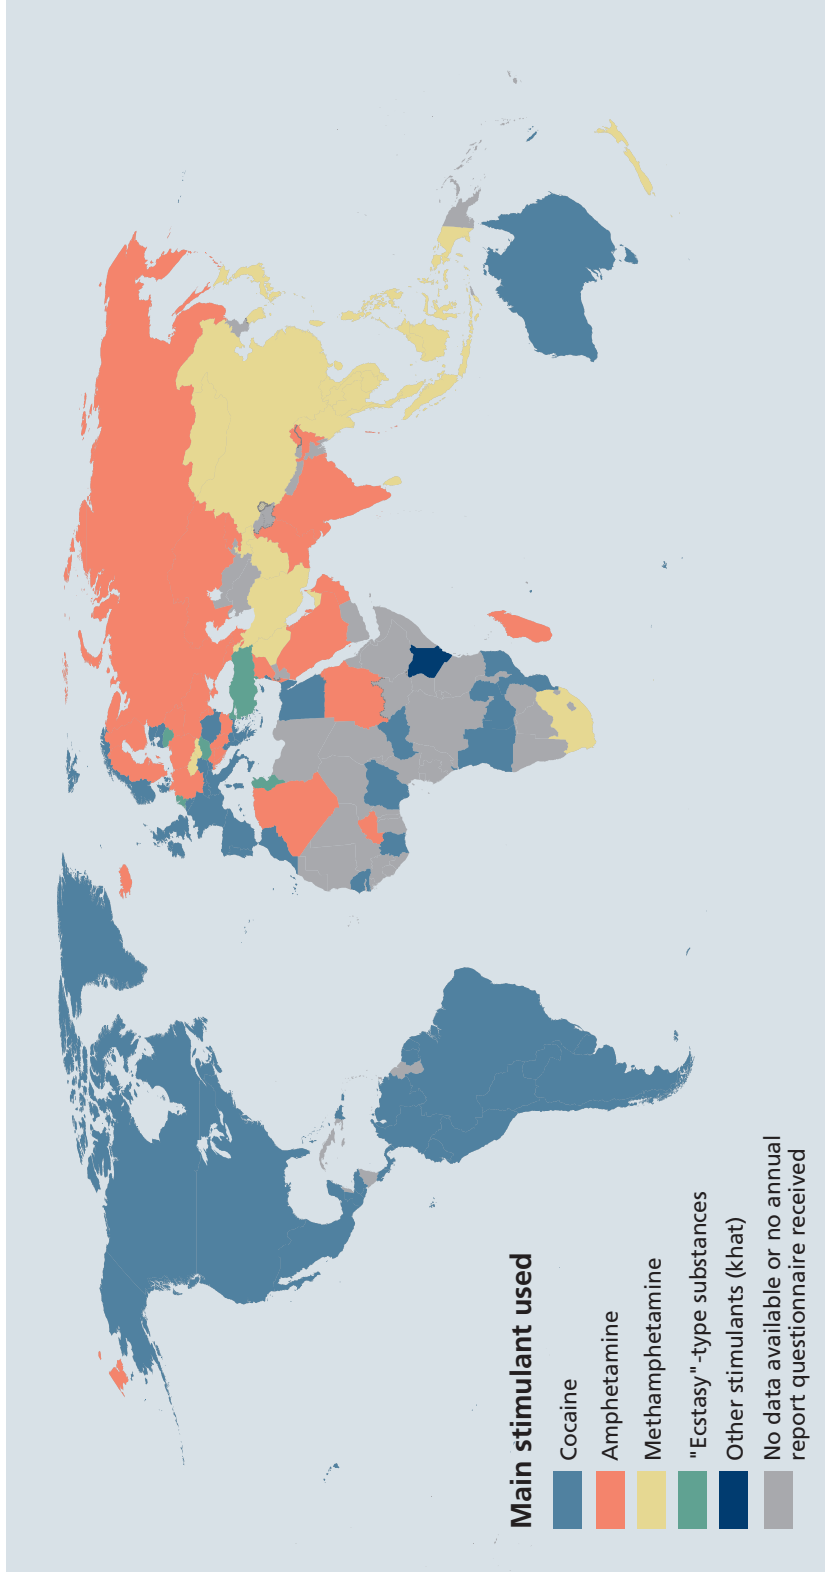 Main stimulant used
Cocaine
Amphetamine
Methamphetamine
"Ecstasy"-type substances
Other stimulants (khat)
No data available or no annual
report questionnaire received